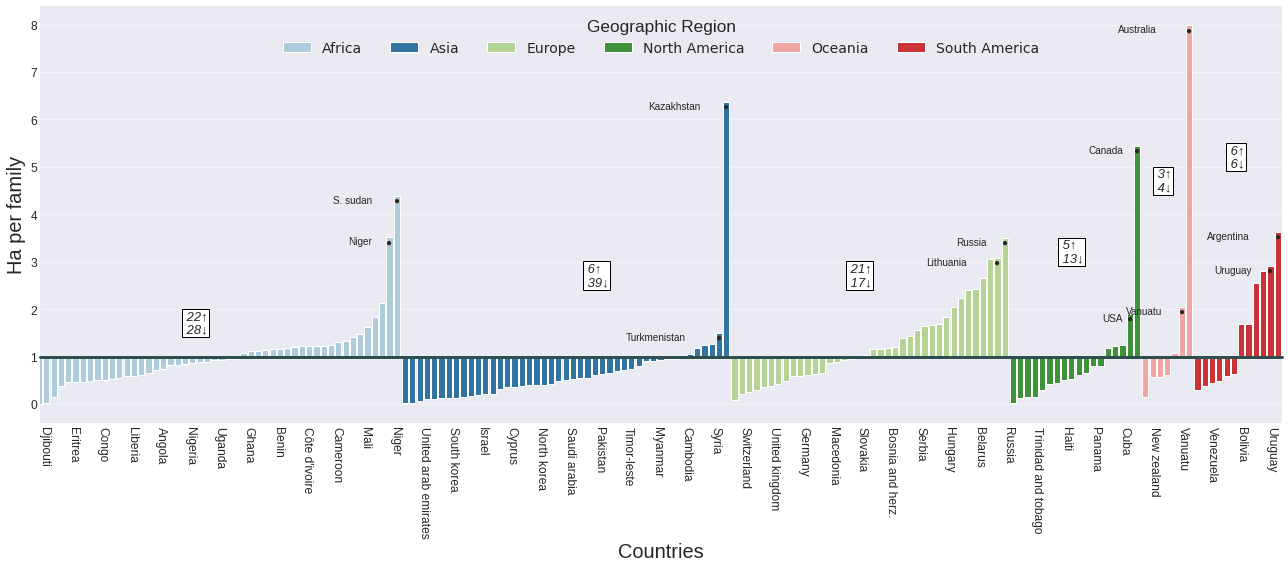 Geographic Region
Africa Asia Europe North America Oceania South America
Ha per family
8
7
6
5
4
3
2
1
0
S. sudan
Niger
22↑
28↓
Kazakhstan
Turkmenistan
6↑
39↓
Russia
Lithuania
21↑
17↓
Canada
USA
5↑
13↓
Australia
Vanuatu
3↑
4↓
Argentina
Uruguay
6↑
6↓
Djibouti
Eritrea
Congo
Liberia
Angola
Nigeria
Uganda
Ghana
Benin
Côte d'ivoire
Cameroon
Mali
Niger
United arab emirates
South korea
Israel
Cyprus
North korea
Saudi arabia
Pakistan
Timor-leste
Myanmar
Cambodia
Syria
Switzerland
United kingdom
Germany
Macedonia
Slovakia
Bosnia and herz.
Serbia
Hungary
Belarus
Russia
Trinidad and tobago
Haiti
Panama
Cuba
New zealand
Vanuatu
Venezuela
Bolivia
Uruguay
Countries